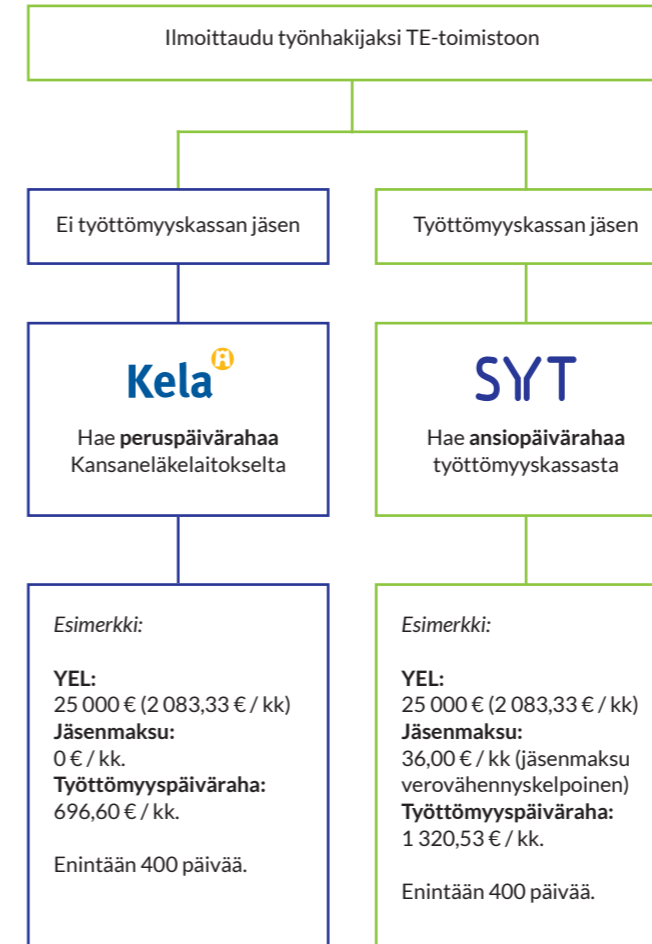 Ilmoittaudu työnhakijaksi TE-toimistoon
Ei työttömyyskassan jäsen
Kela
Hae peruspäivärahaa
Kansaneläkelaitokselta
Esimerkki:
YEL:
25 000 € (2 083,33 € / kk)
Jäsenmaksu:
0 € / kk.
Työttömyyspäiväraha:
696,60 € / kk.
Enintään 400 päivää.
Työttömyyskassan jäsen
SYT
Hae ansiopäivärahaa
työttömyyskassasta
Esimerkki:
YEL:
25 000 € (2 083,33 € / kk)
Jäsenmaksu:
36,00 € / kk (jäsenmaksu
verovähennyskelpoinen)
Työttömyyspäiväraha:
1 320,53 € / kk.
Enintään 400 päivää.